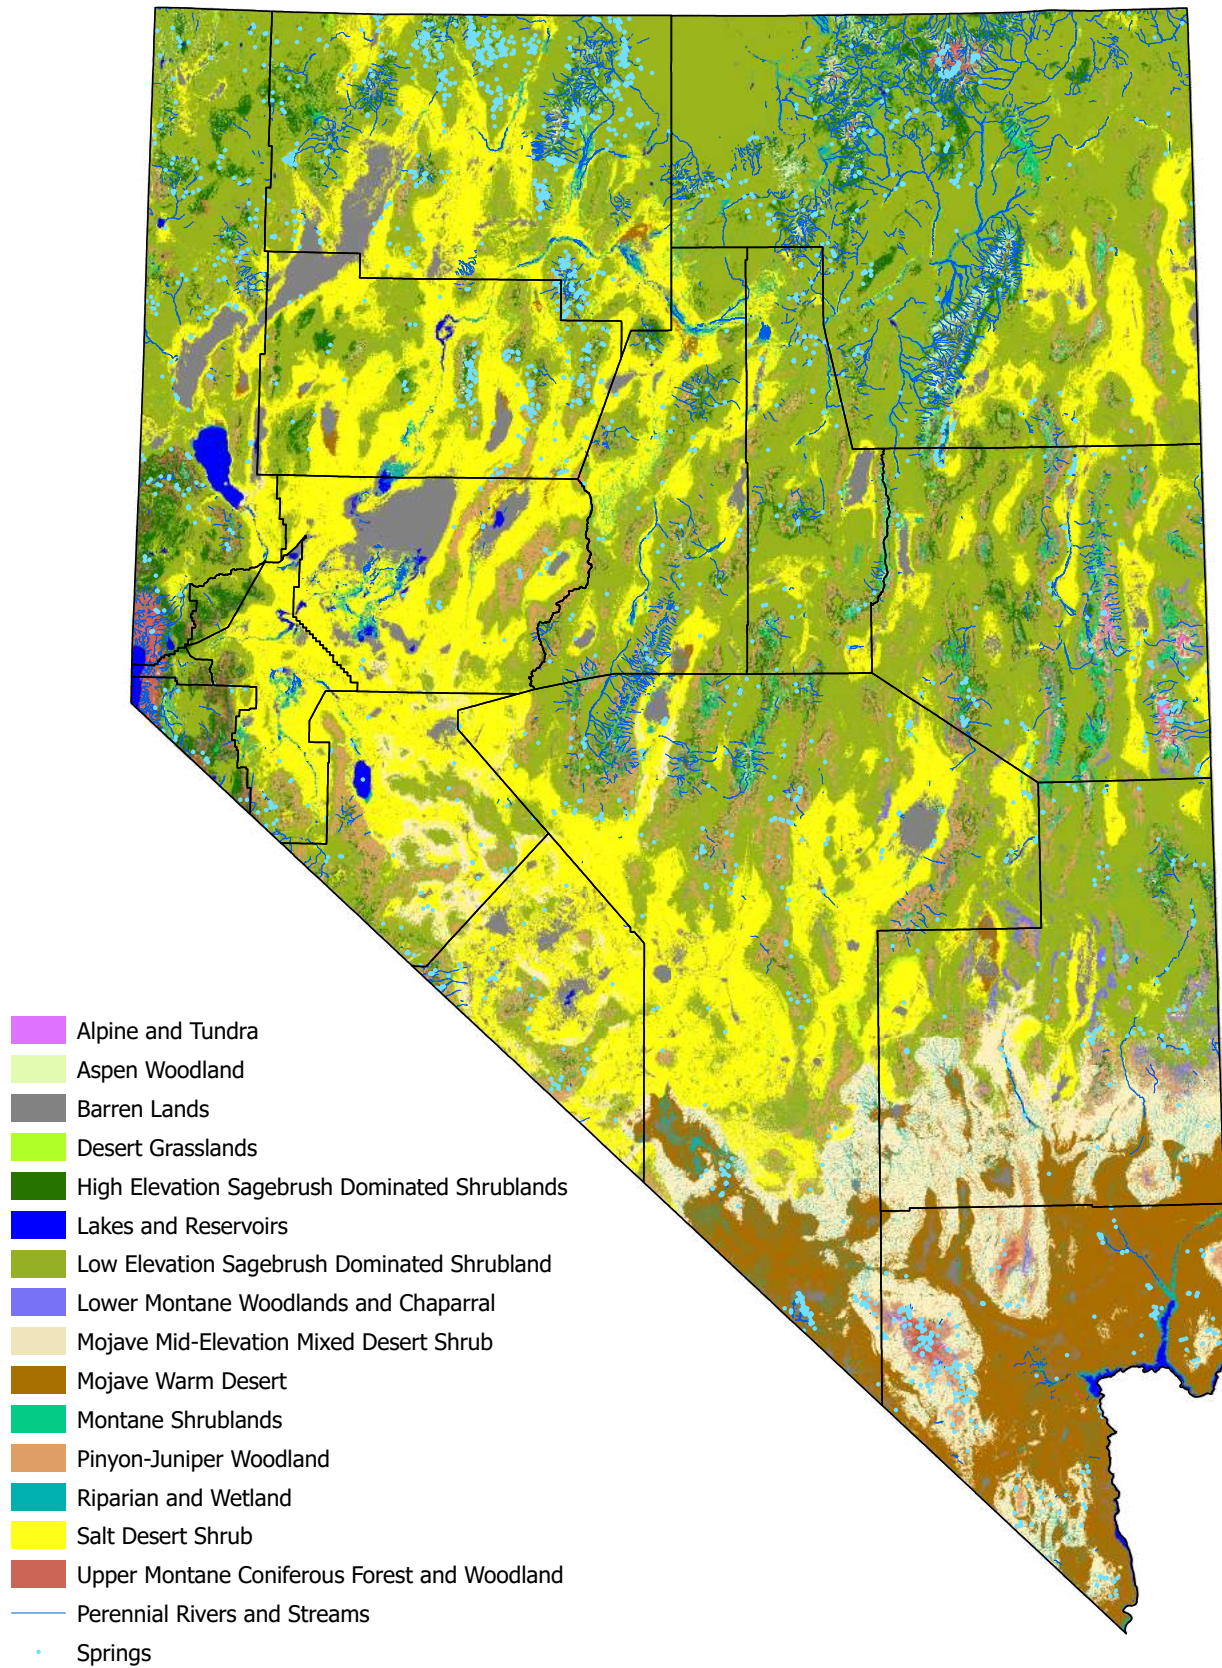 Alpine and Tundra
Aspen Woodland
Barren Lands
Desert Grasslands
High Elevation Sagebrush Dominated Shrublands
Lakes and Reservoirs
Low Elevation Sagebrush Dominated Shrubland
Lower Montane Woodlands and Chaparral
Mojave Mid-Elevation Mixed Desert Shrub
Mojave Warm Desert
Montane Shrublands
Pinyon-Juniper Woodland
Riparian and Wetland
Salt Desert Shrub
Upper Montane Coniferous Forest and Woodland
Perennial Rivers and Streams
Springs